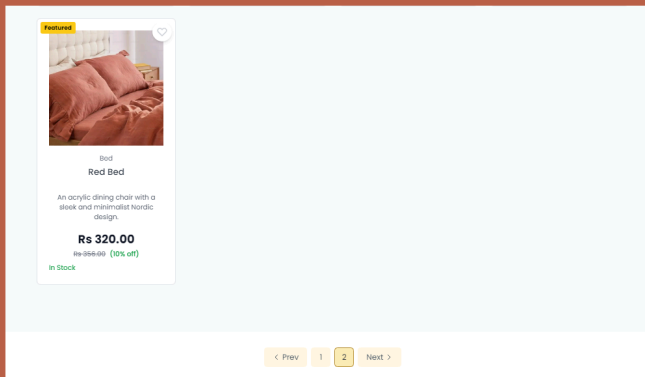 Featured
Bed
Red Bed
An acrylic dining chair with a
sleek and minimalist Nordic
design.
Rs 320.00
Rs 356.00 (10% off)
In Stock
Prev 1 2 Next